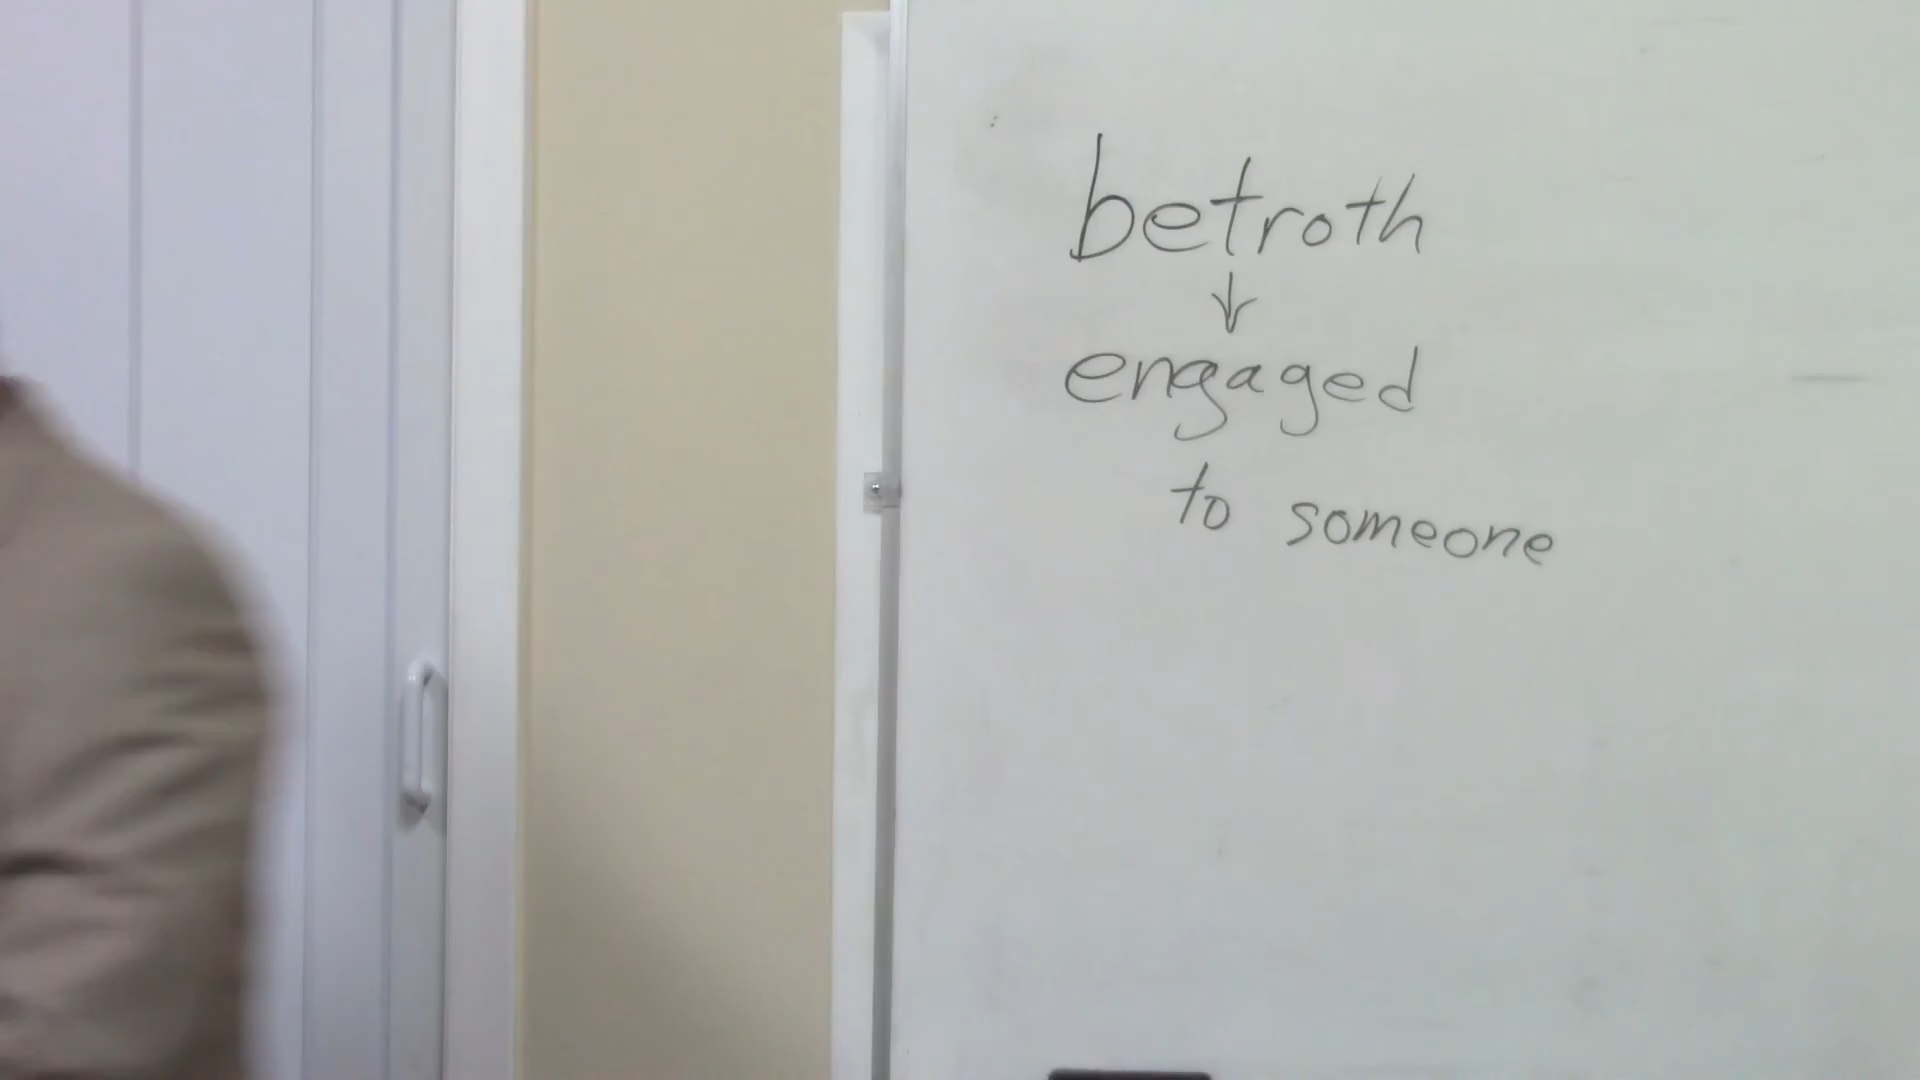 betroth
↓
engaged
to someone